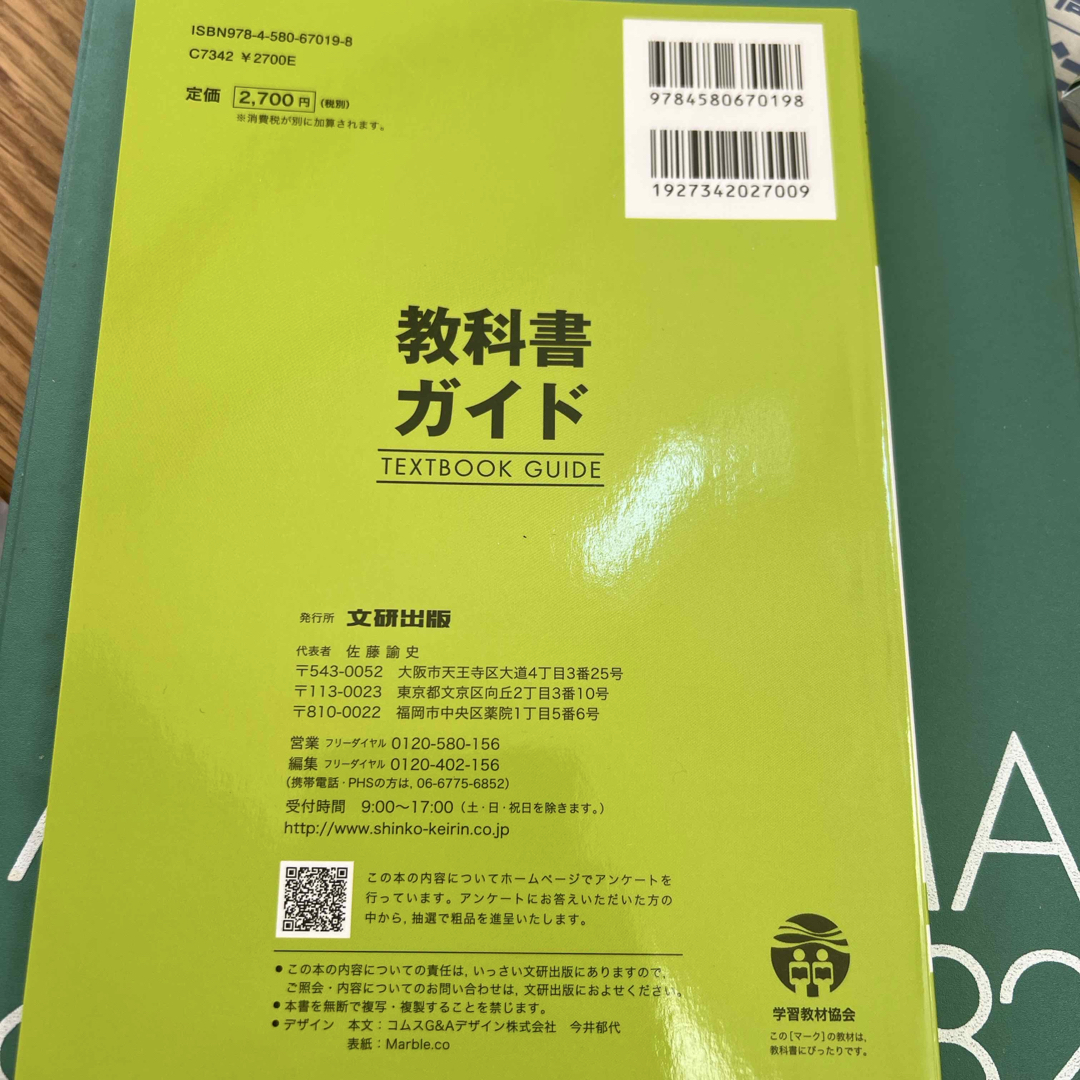 ISBN978-4-580-67019-8
C7342 ￥2700E
定価 2,700円 (税別)
※消費税が別に加算されます。
9784580670198
1927342027009
教科書
ガイド
TEXTBOOK GUIDE
発行所 文研出版
代表者 佐藤諭史
〒543-0052 大阪市天王寺区大道4丁目3番25号
〒113-0023 東京都文京区向丘2丁目3番10号
〒810-0022 福岡市中央区薬院1丁目5番6号
営業 フリーダイヤル 0120-580-156
編集 フリーダイヤル 0120-402-156
(携帯電話・PHSの方は, 06-6775-6852)
受付時間 9:00〜17:00 (土・日・祝日を除きます。)
http://www.shinko-keirin.co.jp
この本の内容についてホームページでアンケートを
行っています。アンケートにお答えいただいた方の
中から, 抽選で粗品を進呈いたします。
● この本の内容についての責任は, いっさい文研出版にありますので,
ご照会・内容についてのお問い合わせは, 文研出版におよせください。
● 本書を無断で複写・複製することを禁じます。
● デザイン 本文：コムスG&Aデザイン株式会社 今井郁代
表紙：Marble.co
学習教材協会
この[マーク]の教材は,
教科書にぴったりです。
A
32